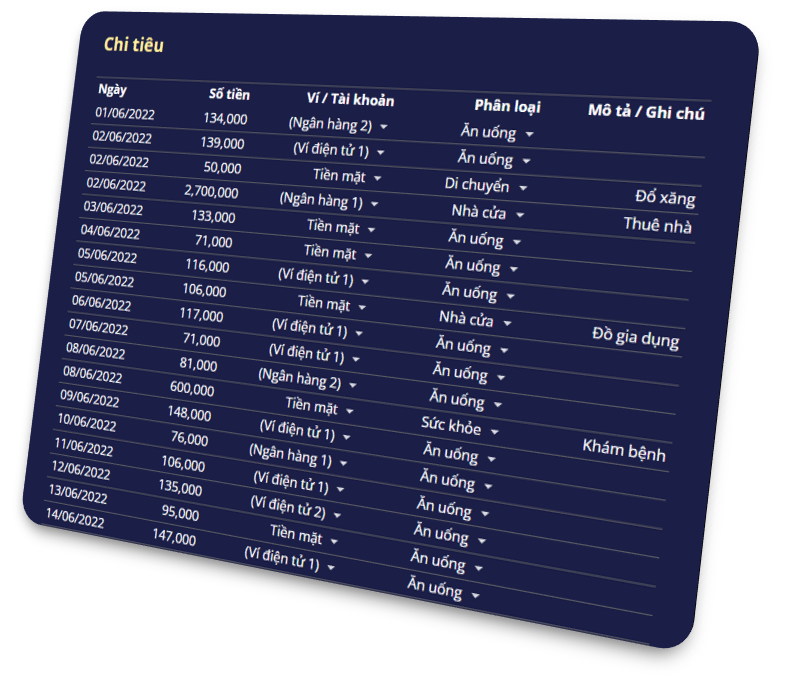 Chi tiêu
Ngày Số tiền Ví / Tài khoản Phân loại Mô tả / Ghi chú
01/06/2022 134,000 (Ngân hàng 2) Ăn uống
02/06/2022 139,000 (Ví điện tử 1) Ăn uống
02/06/2022 50,000 Tiền mặt Di chuyển Đổ xăng
02/06/2022 2,700,000 (Ngân hàng 1) Nhà cửa Thuê nhà
03/06/2022 133,000 Tiền mặt Ăn uống
04/06/2022 71,000 Tiền mặt Ăn uống
05/06/2022 116,000 (Ví điện tử 1) Ăn uống
05/06/2022 106,000 Tiền mặt Nhà cửa Đồ gia dụng
06/06/2022 117,000 (Ví điện tử 1) Ăn uống
07/06/2022 71,000 (Ví điện tử 1) Ăn uống
08/06/2022 81,000 (Ngân hàng 2) Ăn uống
08/06/2022 600,000 Tiền mặt Sức khỏe Khám bệnh
09/06/2022 148,000 (Ví điện tử 1) Ăn uống
10/06/2022 76,000 (Ngân hàng 1) Ăn uống
11/06/2022 106,000 (Ví điện tử 1) Ăn uống
12/06/2022 135,000 (Ví điện tử 2) Ăn uống
13/06/2022 95,000 Tiền mặt Ăn uống
14/06/2022 147,000 (Ví điện tử 1) Ăn uống